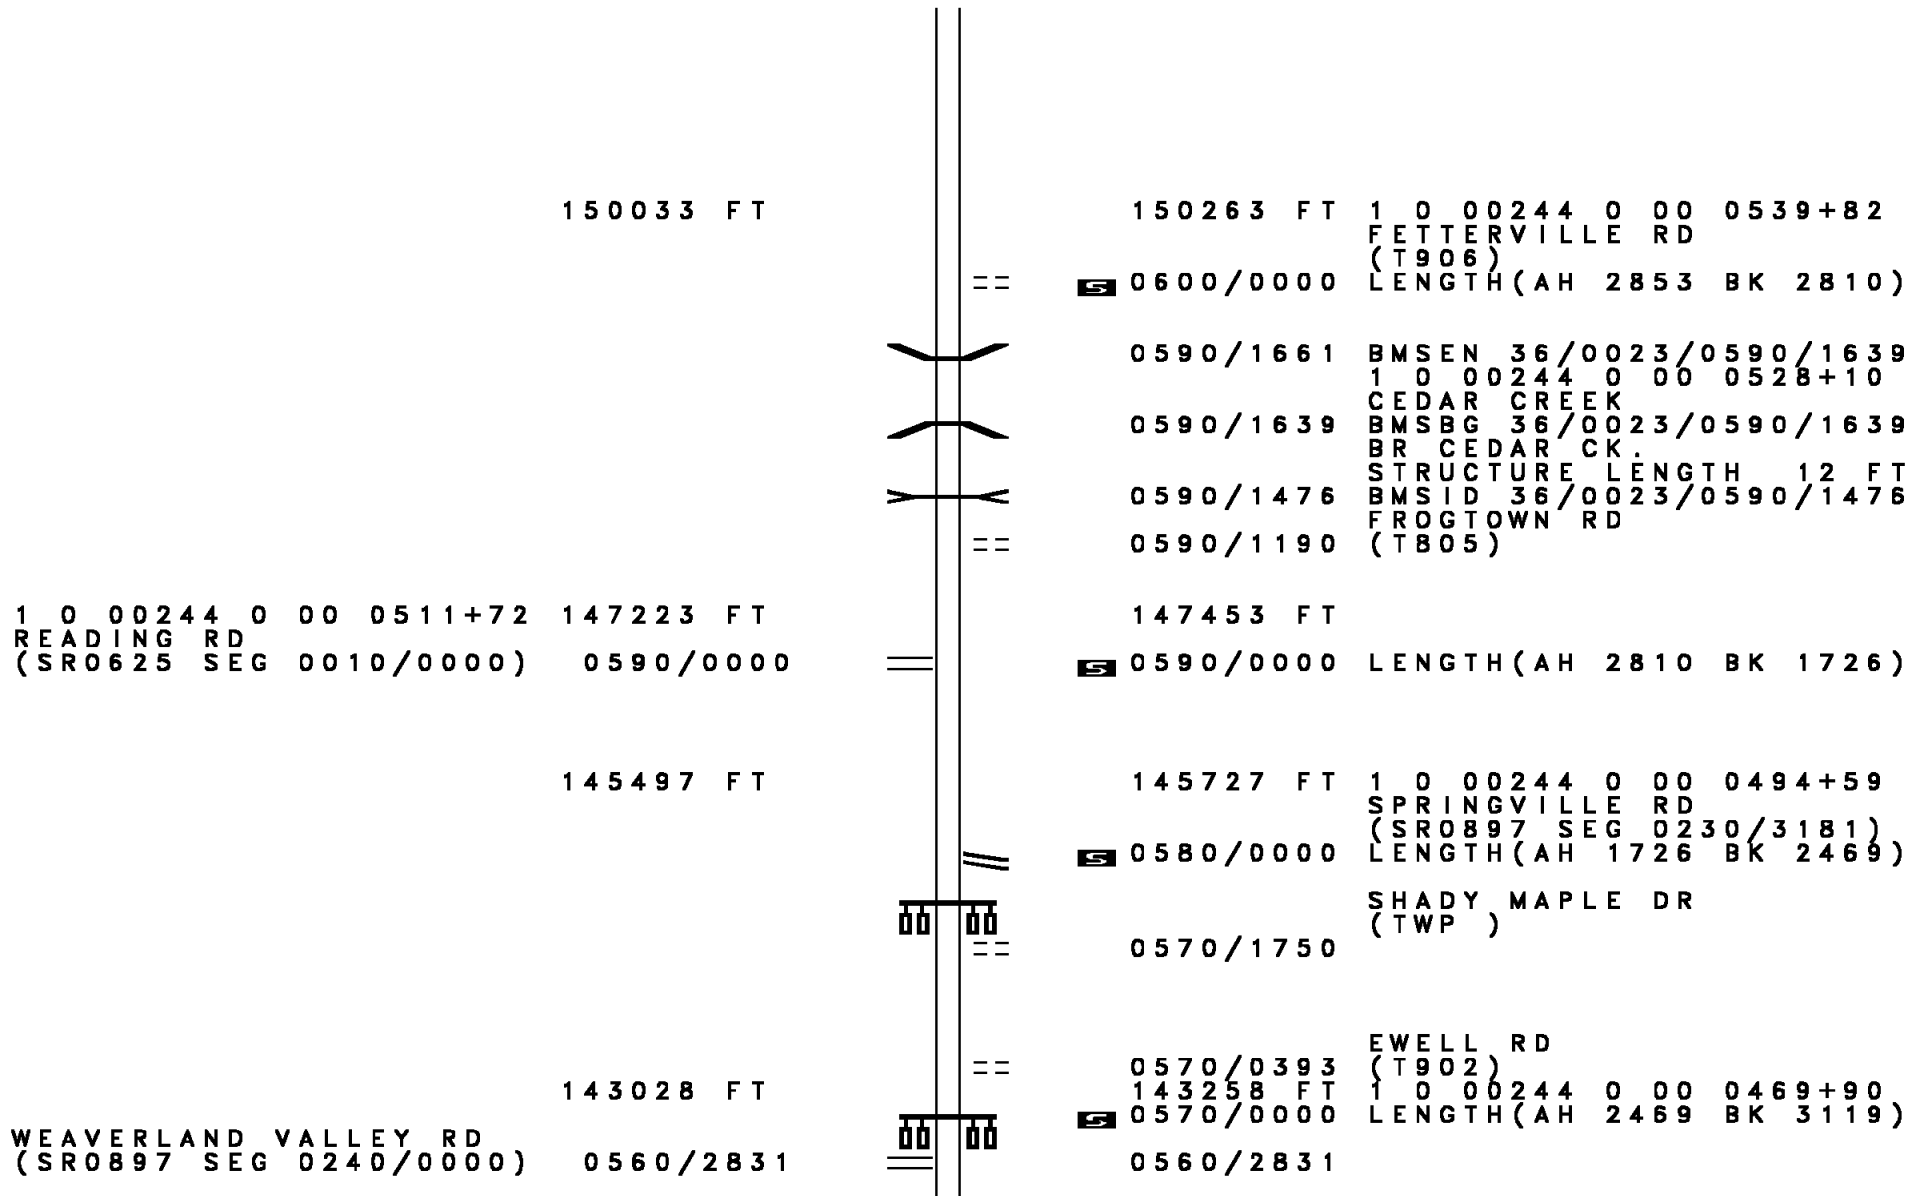 150033 FT 150263 FT 1 0 00244 0 00 0539+82
FETTERVILLE RD
(T906)
S 0600/0000 LENGTH(AH 2853 BK 2810)
0590/1661 BMSEN 36/0023/0590/1639
1 0 00244 0 00 0528+10
CEDAR CREEK
0590/1639 BMSBG 36/0023/0590/1639
BR CEDAR CK.
STRUCTURE LENGTH 12 FT
0590/1476 BMSID 36/0023/0590/1476
FROGTOWN RD
0590/1190 (T805)
1 0 00244 0 00 0511+72 147223 FT 147453 FT
READING RD
(SR0625 SEG 0010/0000) 0590/0000 S 0590/0000 LENGTH(AH 2810 BK 1726)
145497 FT 145727 FT 1 0 00244 0 00 0494+59
SPRINGVILLE RD
(SR0897 SEG 0230/3181)
S 0580/0000 LENGTH(AH 1726 BK 2469)
SHADY MAPLE DR
(TWP )
0570/1750
EWELL RD
0570/0393 (T902)
143028 FT 143258 FT 1 0 00244 0 00 0469+90
S 0570/0000 LENGTH(AH 2469 BK 3119)
WEAVERLAND VALLEY RD
(SR0897 SEG 0240/0000) 0560/2831 0560/2831